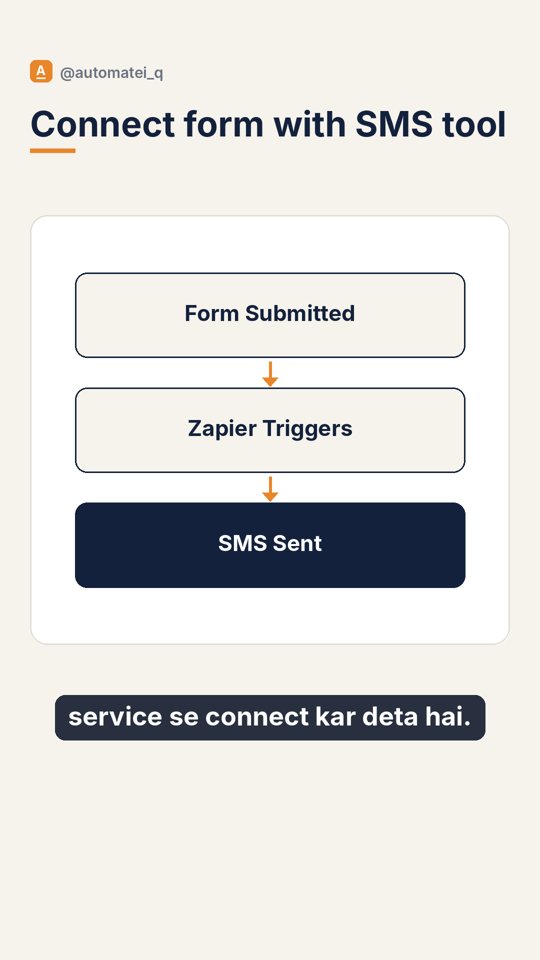 A
@automatei_q
Connect form with SMS tool
Form Submitted
Zapier Triggers
SMS Sent
service se connect kar deta hai.